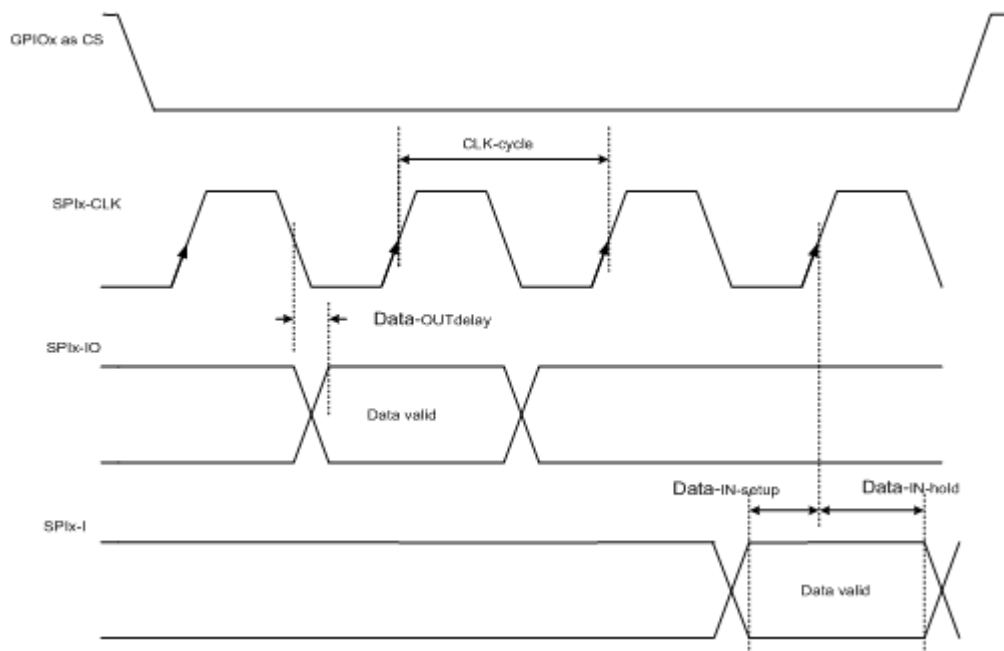 GPIOx as CS
CLK-cycle
SPIx-CLK
Data-OUTdelay
SPIx-IO
Data valid
Data-IN-setup
Data-IN-hold
SPIx-I
Data valid